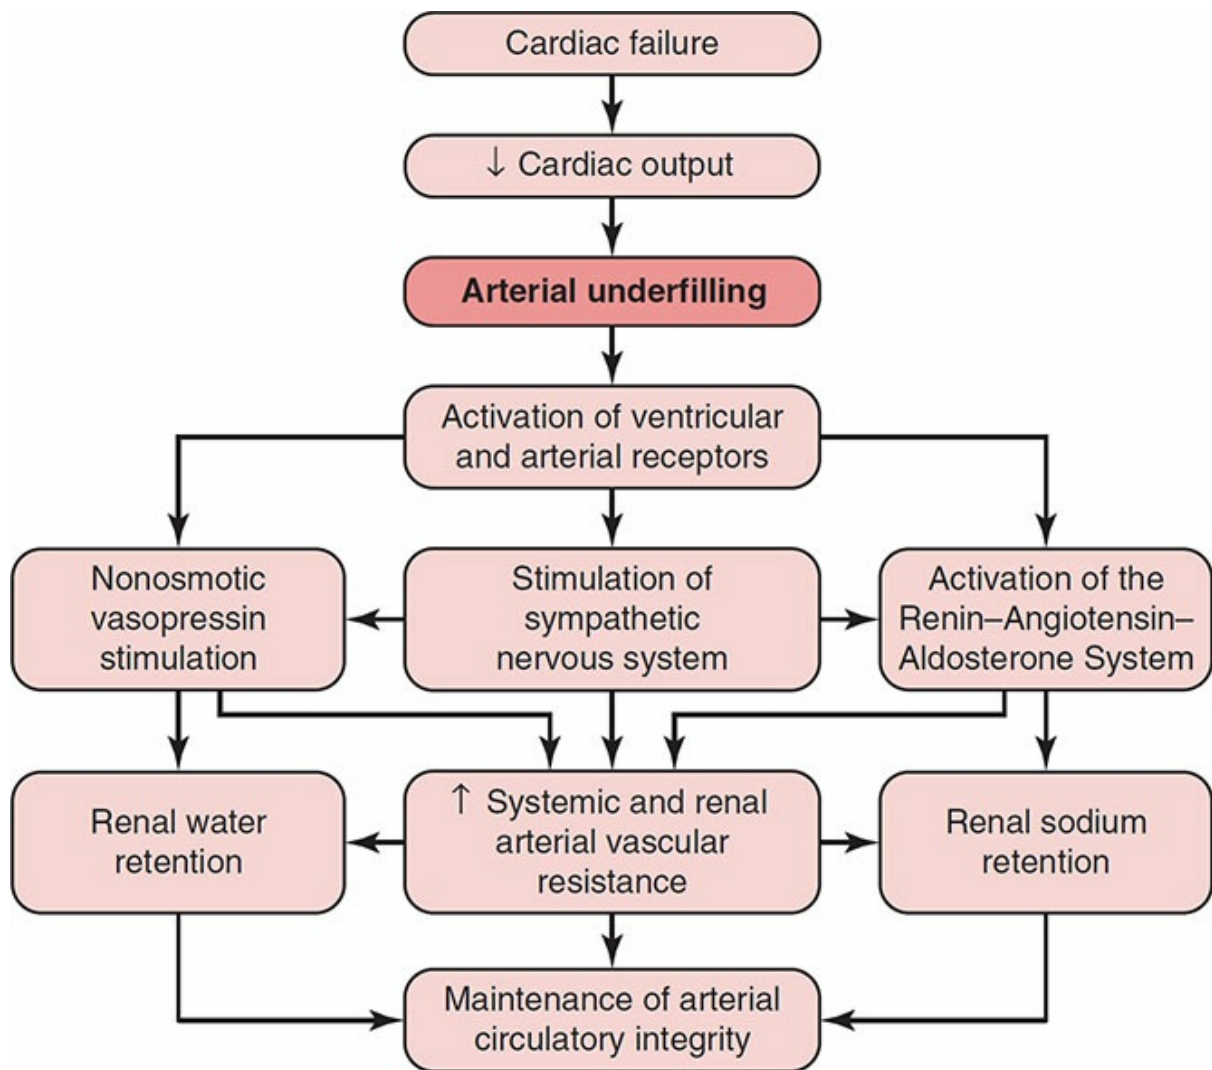 Cardiac failure
↓ Cardiac output
Arterial underfilling
Activation of ventricular
and arterial receptors
Nonosmotic
vasopressin
stimulation
Stimulation of
sympathetic
nervous system
Activation of the
Renin–Angiotensin–
Aldosterone System
Renal water
retention
↑ Systemic and renal
arterial vascular
resistance
Renal sodium
retention
Maintenance of arterial
circulatory integrity